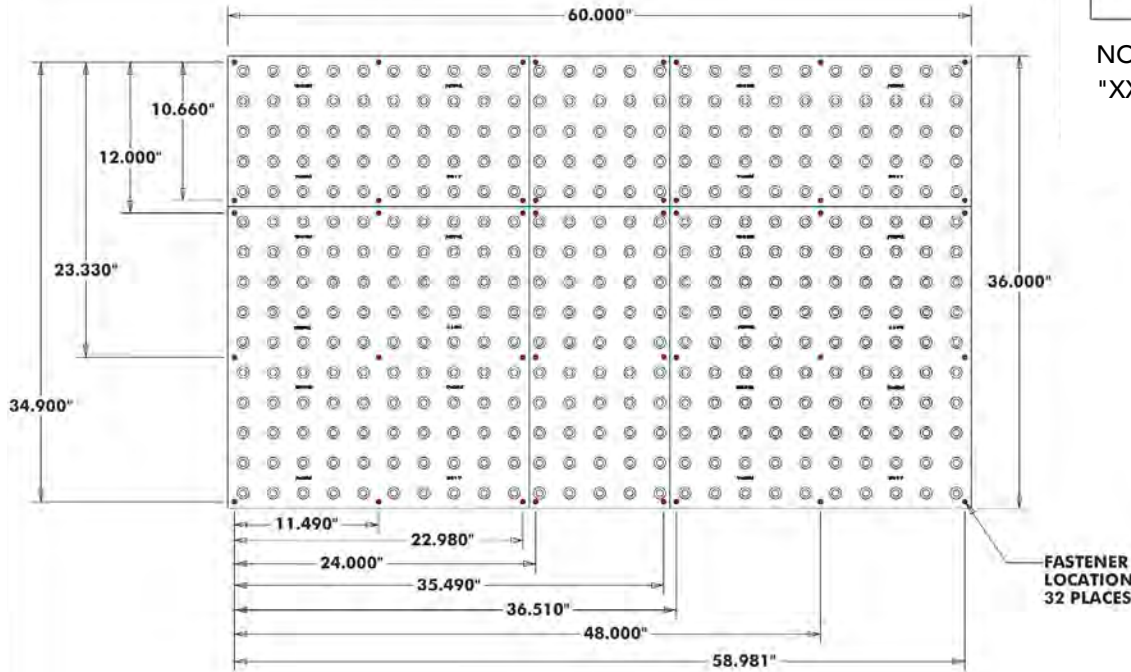 60.000"
NO
"XX
10.660"
12.000"
23.330"
36.000"
34.900"
11.490"
22.980"
24.000"
35.490"
36.510"
48.000"
58.981"
FASTENER
LOCATION
32 PLACES